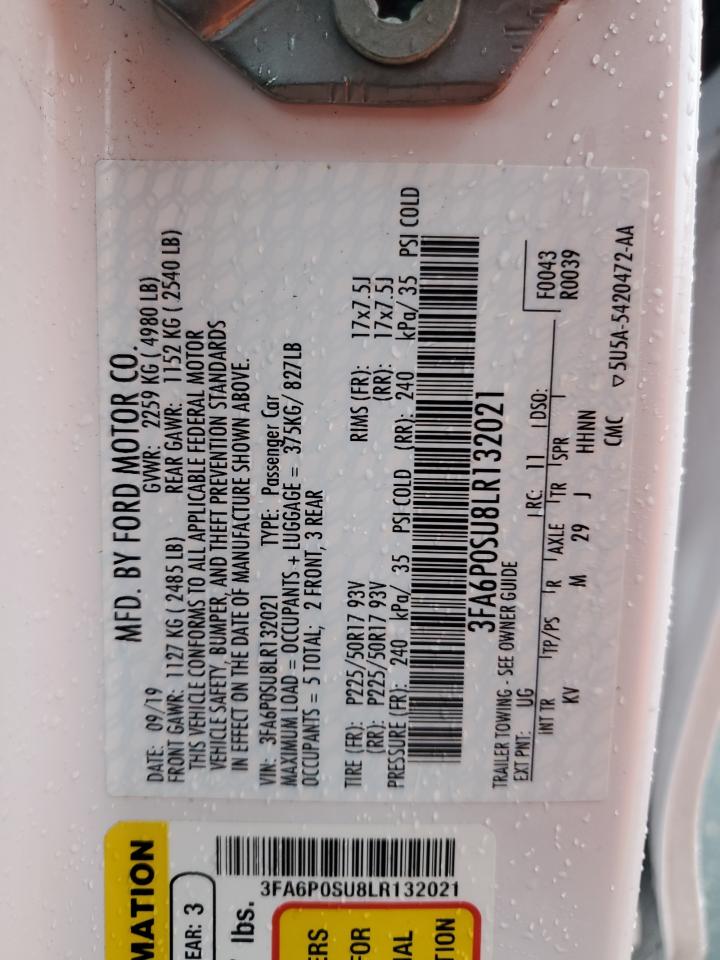 MFD. BY FORD MOTOR CO.
DATE: 09/19 GVWR: 2259 KG ( 4980 LB)
FRONT GAWR: 1127 KG ( 2485 LB) REAR GAWR: 1152 KG ( 2540 LB)
THIS VEHICLE CONFORMS TO ALL APPLICABLE FEDERAL MOTOR
VEHICLE SAFETY, BUMPER, AND THEFT PREVENTION STANDARDS
IN EFFECT ON THE DATE OF MANUFACTURE SHOWN ABOVE.
VIN: 3FA6P0SU8LR132021 TYPE: Passenger Car
MAXIMUM LOAD = OCCUPANTS + LUGGAGE = 375KG/ 827LB
OCCUPANTS = 5 TOTAL; 2 FRONT, 3 REAR
TIRE (FR): P225/50R17 93V RIMS (FR): 17x7.5J
(RR): P225/50R17 93V (RR): 17x7.5J
PRESSURE (FR): 240 kPa/ 35 PSI COLD (RR): 240 kPa/ 35 PSI COLD
3FA6P0SU8LR132021
TRAILER TOWING - SEE OWNER GUIDE
EXT PNT: UG RC: 11 DSO: F0043
R0039
INT TR TP/PS R AXLE TR SPR
KV M 29 J HHNN
CMC ▽5U5A-5420472-AA
MATION
EAR: 3
lbs.
3FA6P0SU8LR132021
ERS
FOR
AL
TION